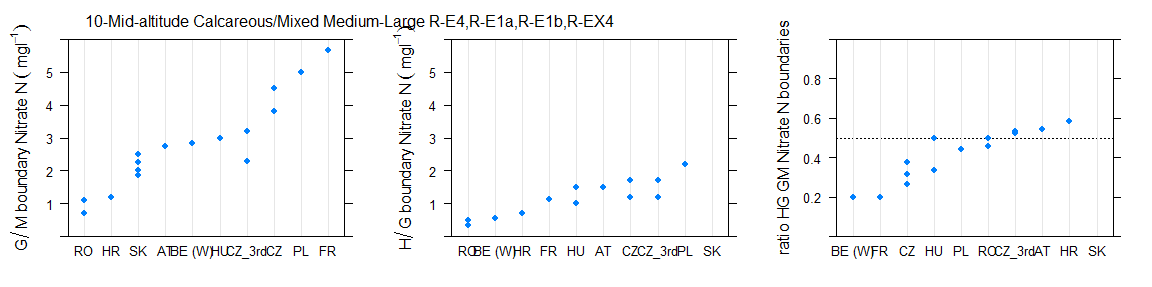 10-Mid-altitude Calcareous/Mixed Medium-Large R-E4,R-E1a,R-E1b,R-EX4
G/M boundary Nitrate N (mgl⁻¹)
5
4
3
2
1
RO HR SK AT BE (W) HU CZ_3rd CZ PL FR
H/G boundary Nitrate N (mgl⁻¹)
5
4
3
2
1
RO BE (W) HR FR HU AT CZ CZ_3rd PL SK
ratio HG GM Nitrate N boundaries
0.8
0.6
0.4
0.2
BE (W) FR CZ HU PL RO CZ_3rd AT HR SK